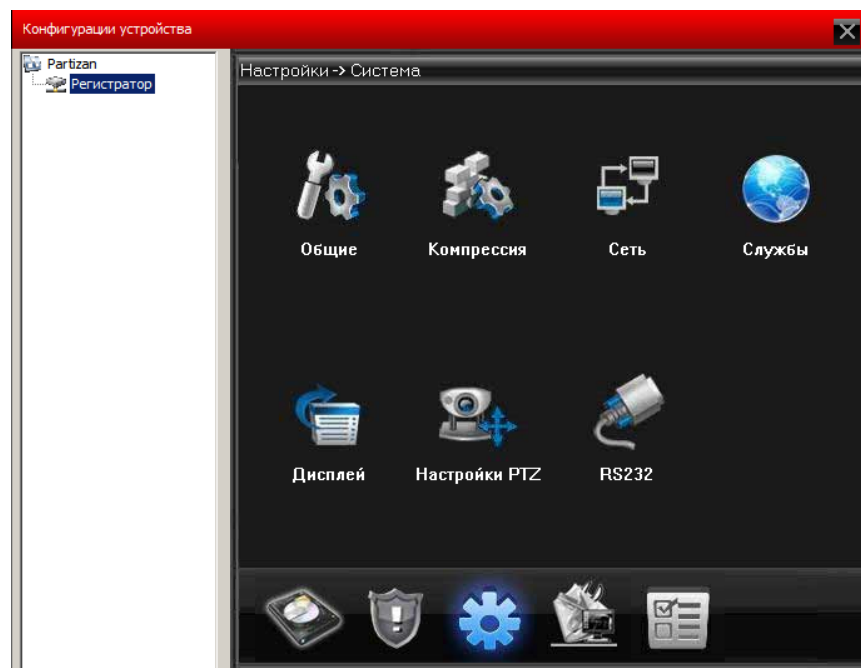 Конфигурации устройства
Partizan
Регистратор
Настройки -> Система
Общие
Компрессия
Сеть
Службы
Дисплей
Настройки PTZ
RS232